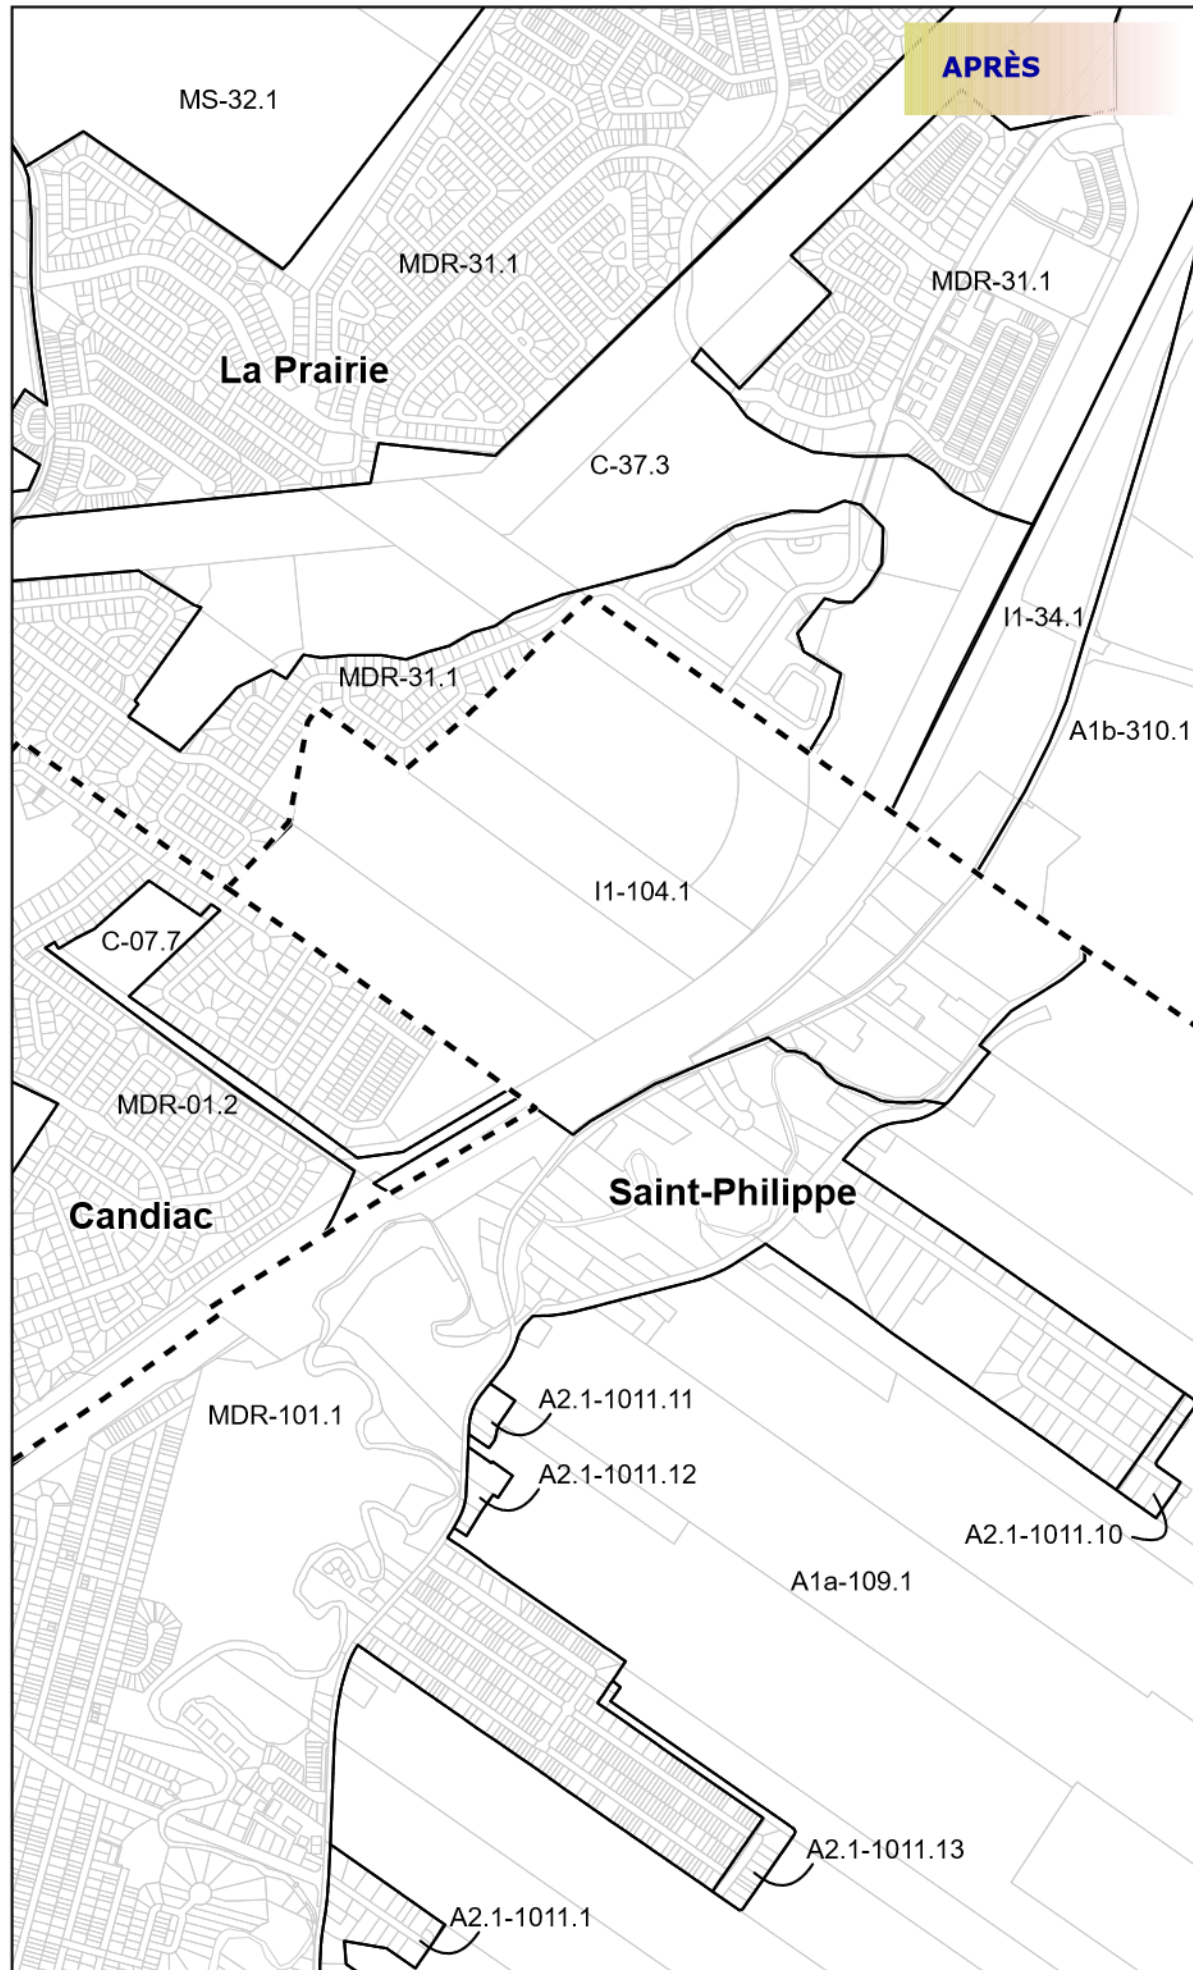 APRÈS
MS-32.1
MDR-31.1
MDR-31.1
La Prairie
C-37.3
I1-34.1
MDR-31.1
A1b-310.1
I1-104.1
C-07.7
MDR-01.2
Saint-Philippe
Candiac
A2.1-1011.11
MDR-101.1
A2.1-1011.12
A2.1-1011.10
A1a-109.1
A2.1-1011.13
A2.1-1011.1